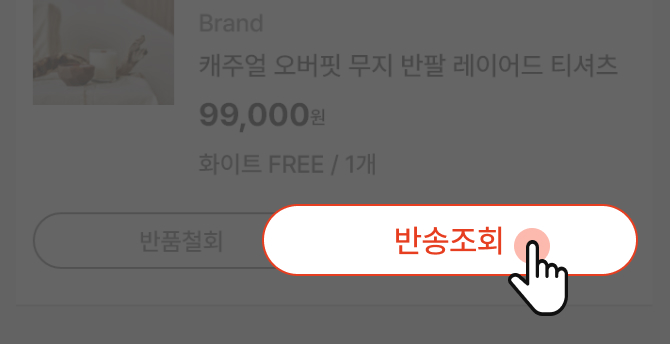 Brand
캐주얼 오버핏 무지 반팔 레이어드 티셔츠
99,000원
화이트 FREE / 1개
반품철회
반송조회